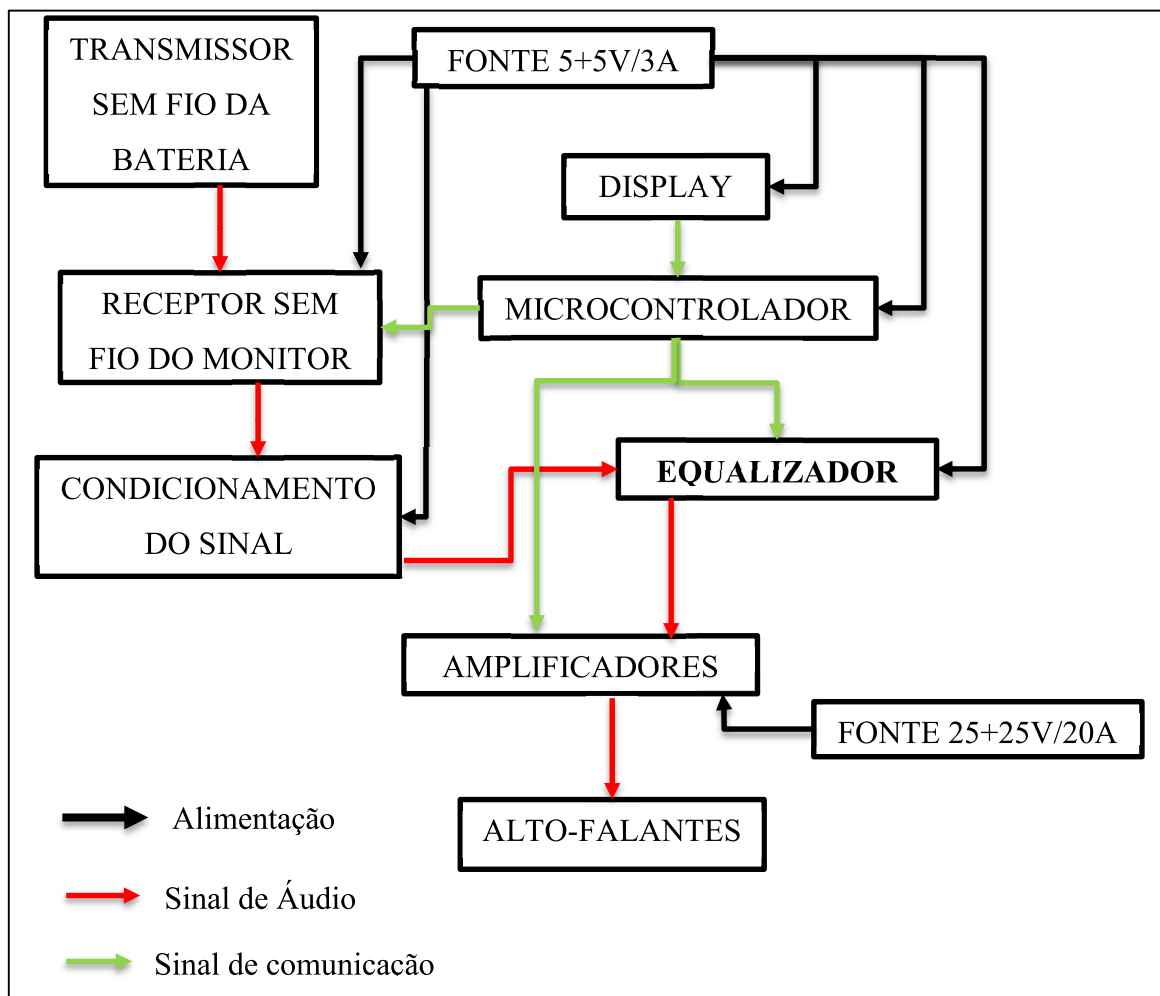 TRANSMISSOR
SEM FIO DA
BATERIA
FONTE 5+5V/3A
DISPLAY
RECEPTOR SEM
FIO DO MONITOR
MICROCONTROLADOR
CONDICIONAMENTO
DO SINAL
EQUALIZADOR
AMPLIFICADORES
FONTE 25+25V/20A
ALTO-FALANTES
Alimentação
Sinal de Áudio
Sinal de comunicacão